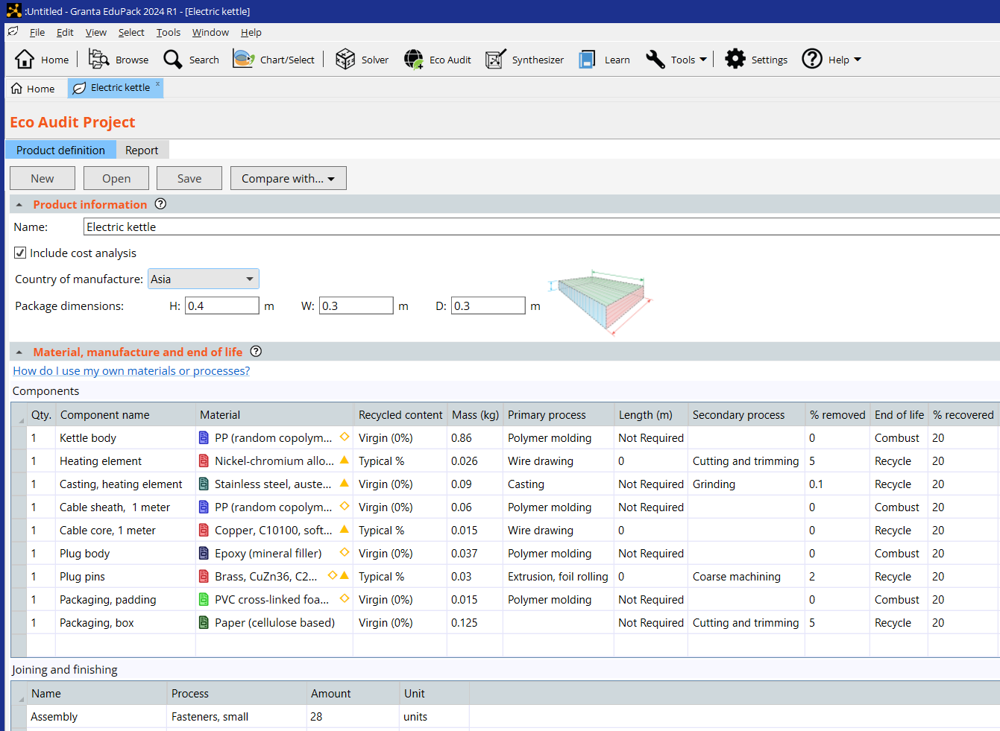 :Untitled - Granta EduPack 2024 R1 - [Electric kettle]
File Edit View Select Tools Window Help
Home Browse Search Chart/Select Solver Eco Audit Synthesizer Learn Tools Settings Help
Home Electric kettle x
Eco Audit Project
Product definition Report
New Open Save Compare with...
Product information ?
Name: Electric kettle
Include cost analysis
Country of manufacture: Asia
Package dimensions: H: 0.4 m W: 0.3 m D: 0.3 m
Material, manufacture and end of life ?
How do I use my own materials or processes?
Components
Qty. Component name Material Recycled content Mass (kg) Primary process Length (m) Secondary process % removed End of life % recovered
1 Kettle body PP (random copolym... Virgin (0%) 0.86 Polymer molding Not Required 0 Combust 20
1 Heating element Nickel-chromium allo... Typical % 0.026 Wire drawing 0 Cutting and trimming 5 Recycle 20
1 Casting, heating element Stainless steel, auste... Virgin (0%) 0.09 Casting Not Required Grinding 0.1 Recycle 20
1 Cable sheath, 1 meter PP (random copolym... Virgin (0%) 0.06 Polymer molding Not Required 0 Combust 20
1 Cable core, 1 meter Copper, C10100, soft... Typical % 0.015 Wire drawing 0 0 Recycle 20
1 Plug body Epoxy (mineral filler) Virgin (0%) 0.037 Polymer molding Not Required 0 Combust 20
1 Plug pins Brass, CuZn36, C2... Typical % 0.03 Extrusion, foil rolling 0 Coarse machining 2 Recycle 20
1 Packaging, padding PVC cross-linked foa... Virgin (0%) 0.015 Polymer molding Not Required 0 Combust 20
1 Packaging, box Paper (cellulose based) Virgin (0%) 0.125 Not Required Cutting and trimming 5 Recycle 20
Joining and finishing
Name Process Amount Unit
Assembly Fasteners, small 28 units